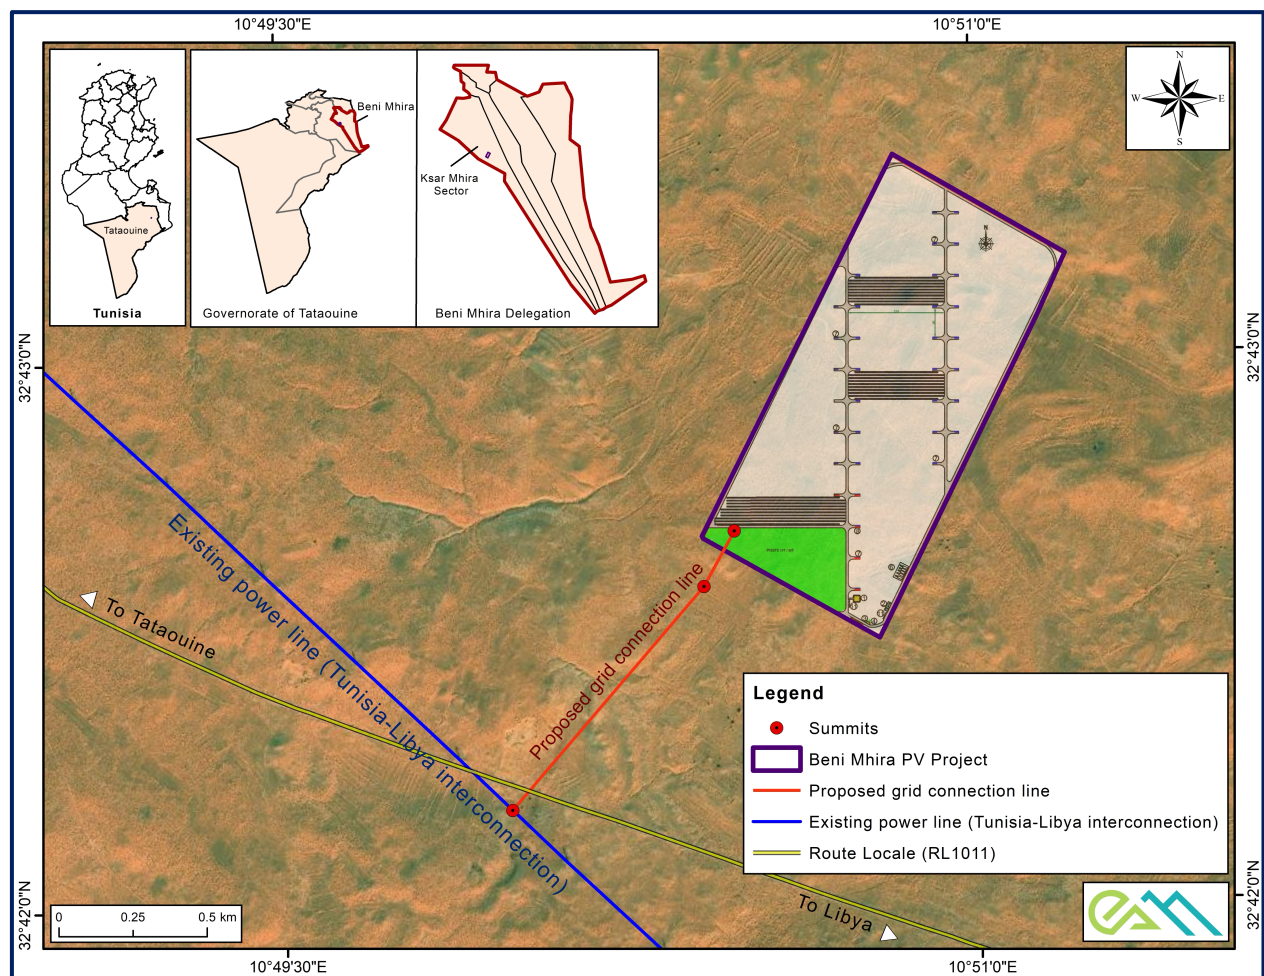 10°49'30"E
10°51'0"E
Tataouine
Tunisia
Beni Mhira
Governorate of Tataouine
Ksar Mhira
Sector
Beni Mhira Delegation
N
W
E
S
N
32°43'0"N
32°43'0"N
Existing power line (Tunisia-Libya interconnection)
To Tataouine
Proposed grid connection line
Legend
Summits
Beni Mhira PV Project
Proposed grid connection line
Existing power line (Tunisia-Libya interconnection)
Route Locale (RL1011)
To Libya
0
0.25
0.5 km
32°42'0"N
32°42'0"N
eam
10°49'30"E
10°51'0"E